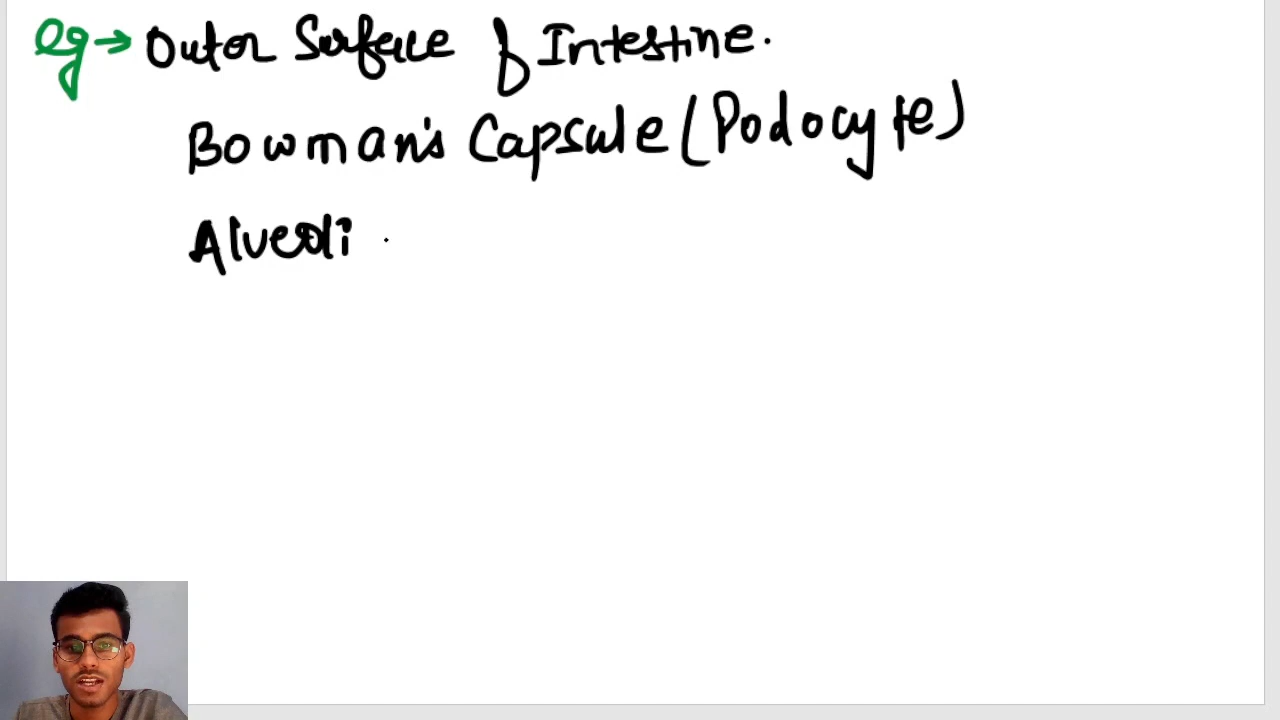 eg → Outer Surface of Intestine.
Bowman's Capsule (Podocyte)
Alveoli